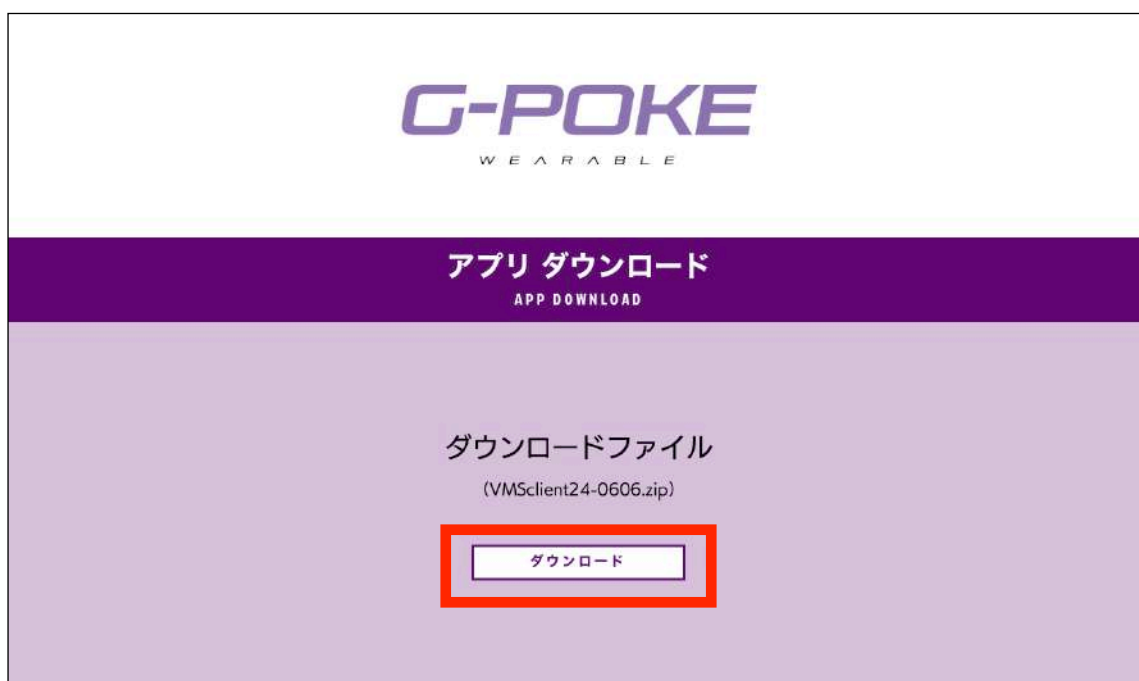 G-POKE
WEARABLE
アプリ ダウンロード
APP DOWNLOAD
ダウンロードファイル
(VMSclient24-0606.zip)
ダウンロード